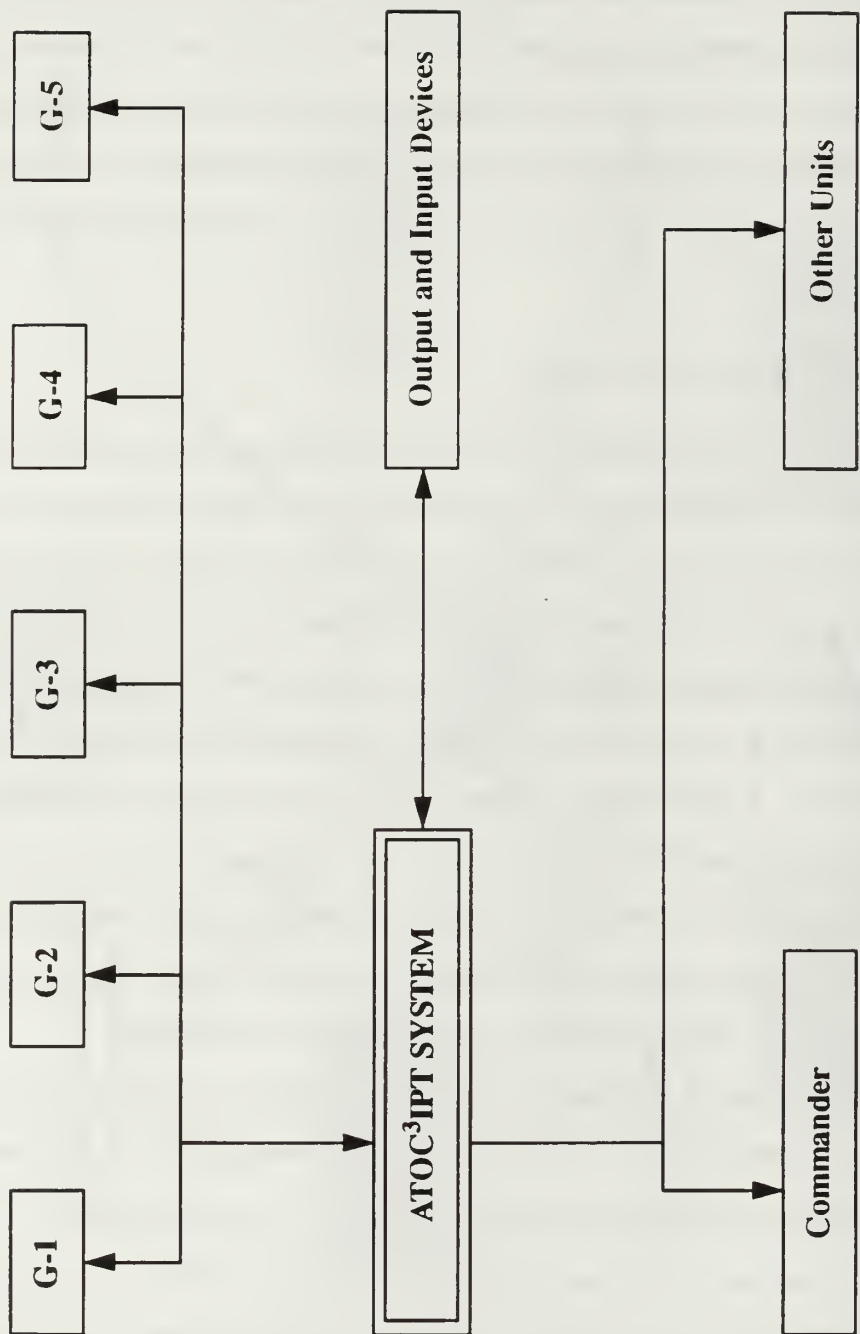 G-1
G-2
G-3
G-4
G-5
ATOC³IPT SYSTEM
Output and Input Devices
Commander
Other Units